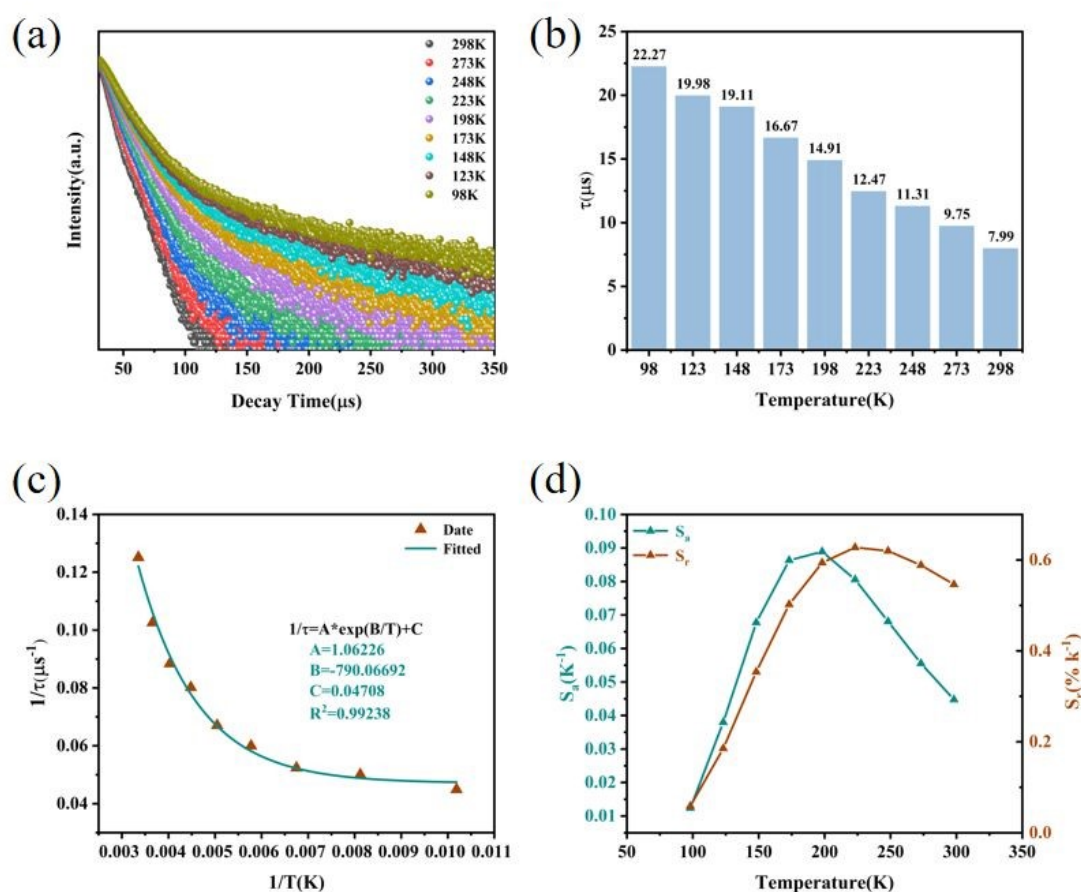 (a)
Intensity(a.u.)
298K
273K
248K
223K
198K
173K
148K
123K
98K
50 100 150 200 250 300 350
Decay Time(μs)
(b)
τ(μs)
25
20
15
10
5
0
22.27
19.98
19.11
16.67
14.91
12.47
11.31
9.75
7.99
98 123 148 173 198 223 248 273 298
Temperature(K)
(c)
1/τ(μs⁻¹)
0.14
0.12
0.10
0.08
0.06
0.04
Date
Fitted
1/τ=A*exp(B/T)+C
A=1.06226
B=-790.06692
C=0.04708
R²=0.99238
0.003 0.004 0.005 0.006 0.007 0.008 0.009 0.010 0.011
1/T(K)
(d)
Sₐ(K⁻¹)
0.10
0.09
0.08
0.07
0.06
0.05
0.04
0.03
0.02
0.01
Sₐ
Sᵣ
0.6
0.4
0.2
0.0
Sᵣ(% k⁻¹)
50 100 150 200 250 300 350
Temperature(K)